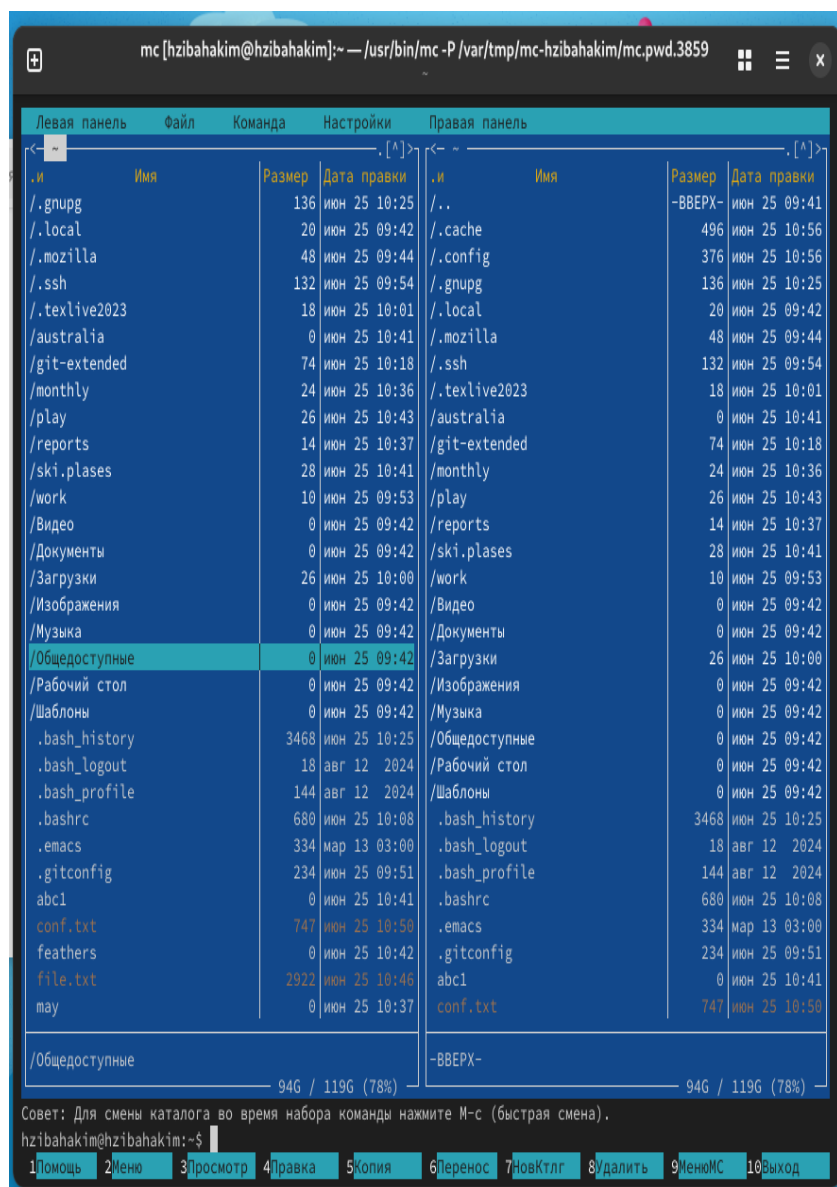 mc [hzibahakim@hzibahakim]:~ — /usr/bin/mc -P /var/tmp/mc-hzibahakim/mc.pwd.3859
~
Левая панель Файл Команда Настройки Правая панель
<- ~ .[^]> <- ~ .[^]>
.и Имя Размер Дата правки .и Имя Размер Дата правки
/.gnupg 136 июн 25 10:25 /.. -ВВЕРХ- июн 25 09:41
/.local 20 июн 25 09:42 /.cache 496 июн 25 10:56
/.mozilla 48 июн 25 09:44 /.config 376 июн 25 10:56
/.ssh 132 июн 25 09:54 /.gnupg 136 июн 25 10:25
/.texlive2023 18 июн 25 10:01 /.local 20 июн 25 09:42
/australia 0 июн 25 10:41 /.mozilla 48 июн 25 09:44
/git-extended 74 июн 25 10:18 /.ssh 132 июн 25 09:54
/monthly 24 июн 25 10:36 /.texlive2023 18 июн 25 10:01
/play 26 июн 25 10:43 /australia 0 июн 25 10:41
/reports 14 июн 25 10:37 /git-extended 74 июн 25 10:18
/ski.plases 28 июн 25 10:41 /monthly 24 июн 25 10:36
/work 10 июн 25 09:53 /play 26 июн 25 10:43
/Видео 0 июн 25 09:42 /reports 14 июн 25 10:37
/Документы 0 июн 25 09:42 /ski.plases 28 июн 25 10:41
/Загрузки 26 июн 25 10:00 /work 10 июн 25 09:53
/Изображения 0 июн 25 09:42 /Видео 0 июн 25 09:42
/Музыка 0 июн 25 09:42 /Документы 0 июн 25 09:42
/Общедоступные 0 июн 25 09:42 /Загрузки 26 июн 25 10:00
/Рабочий стол 0 июн 25 09:42 /Изображения 0 июн 25 09:42
/Шаблоны 0 июн 25 09:42 /Музыка 0 июн 25 09:42
.bash_history 3468 июн 25 10:25 /Общедоступные 0 июн 25 09:42
.bash_logout 18 авг 12 2024 /Рабочий стол 0 июн 25 09:42
.bash_profile 144 авг 12 2024 /Шаблоны 0 июн 25 09:42
.bashrc 680 июн 25 10:08 .bash_history 3468 июн 25 10:25
.emacs 334 мар 13 03:00 .bash_logout 18 авг 12 2024
.gitconfig 234 июн 25 09:51 .bash_profile 144 авг 12 2024
abc1 0 июн 25 10:41 .bashrc 680 июн 25 10:08
conf.txt 747 июн 25 10:50 .emacs 334 мар 13 03:00
feathers 0 июн 25 10:42 .gitconfig 234 июн 25 09:51
file.txt 2922 июн 25 10:46 abc1 0 июн 25 10:41
may 0 июн 25 10:37 conf.txt 747 июн 25 10:50
/Общедоступные -ВВЕРХ-
94G / 119G (78%) 94G / 119G (78%)
Совет: Для смены каталога во время набора команды нажмите M-c (быстрая смена).
hzibahakim@hzibahakim:~$
1Помощь 2Меню 3Просмотр 4Правка 5Копия 6Перенос 7НовКтлг 8Удалить 9МенюMC 10Выход